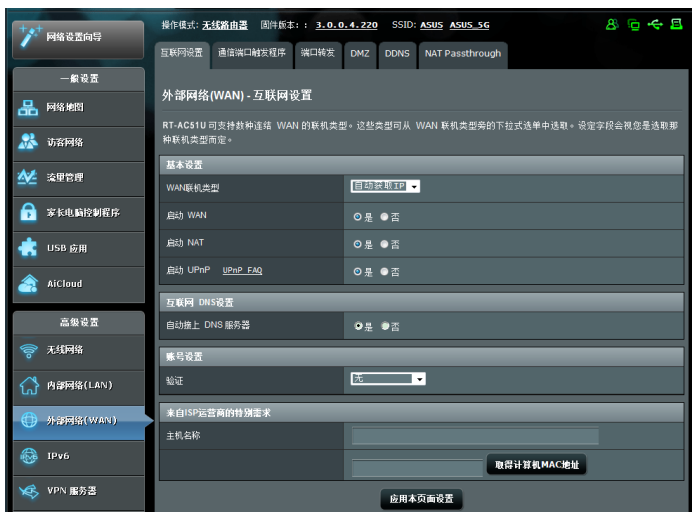 网络设置向导
操作模式: 无线路由器 固件版本: : 3.0.0.4.220 SSID: ASUS ASUS_5G
互联网设置 通信端口触发程序 端口转发 DMZ DDNS NAT Passthrough
一般设置
网络地图
访客网络
流量管理
家长电脑控制程序
USB 应用
AiCloud
高级设置
无线网络
内部网络(LAN)
外部网络(WAN)
IPv6
VPN 服务器
外部网络(WAN) - 互联网设置
RT-AC51U 可支持数种连结 WAN 的联机类型。这些类型可从 WAN 联机类型旁的下拉式选单中选取。设定字段会视您是选取那
种联机类型而定。
基本设置
WAN联机类型 自动获取IP
启动 WAN 是 否
启动 NAT 是 否
启动 UPnP UPnP FAQ 是 否
互联网 DNS设置
自动接上 DNS 服务器 是 否
账号设置
验证 无
来自ISP运营商的特别需求
主机名称
取得计算机MAC地址
应用本页面设置